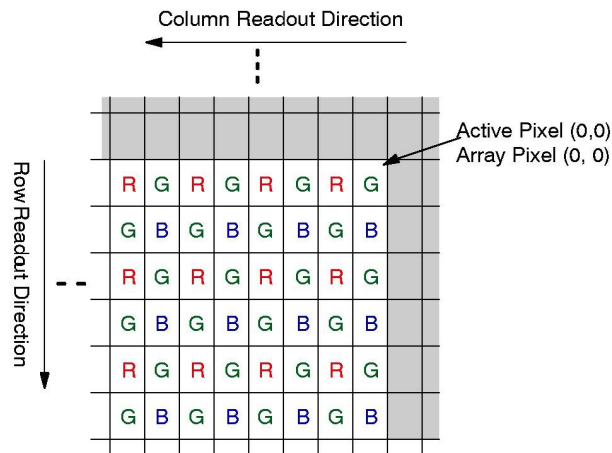 Column Readout Direction
Active Pixel (0,0)
Array Pixel (0, 0)
Row Readout Direction
R G R G R G R G
G B G B G B G B
R G R G R G R G
G B G B G B G B
R G R G R G R G
G B G B G B G B